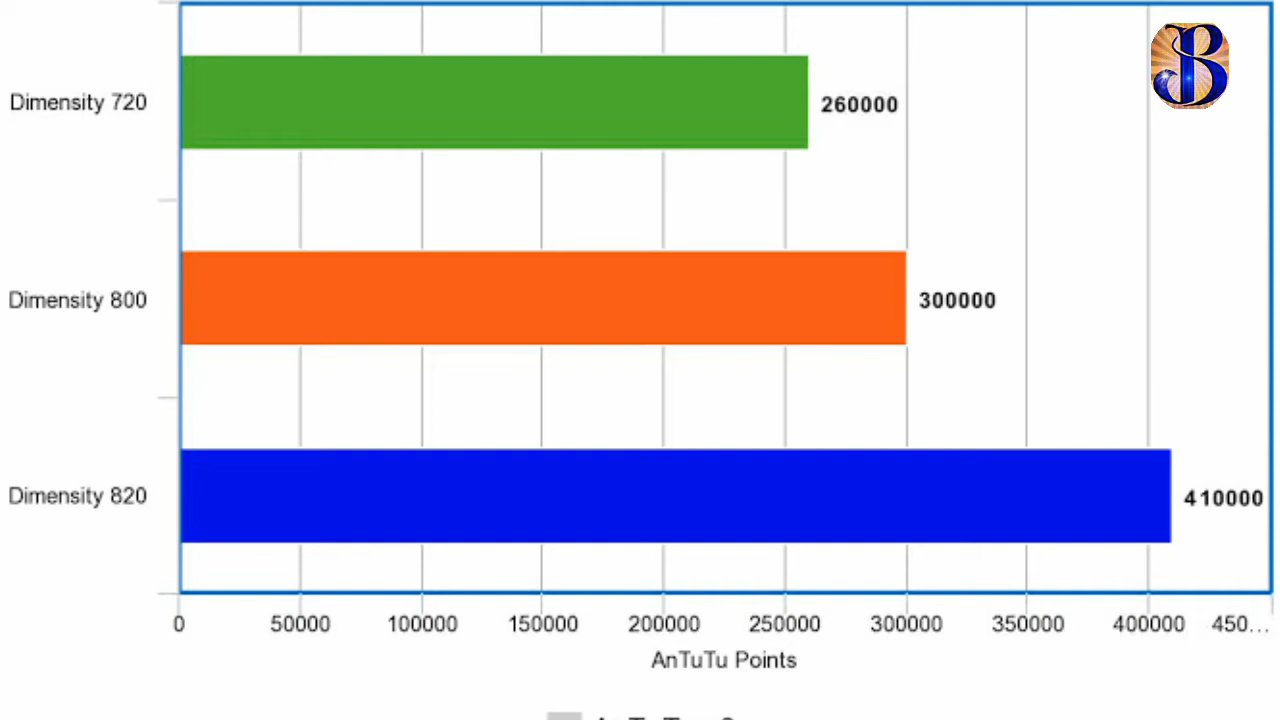 Dimensity 720
260000
Dimensity 800
300000
Dimensity 820
410000
0 50000 100000 150000 200000 250000 300000 350000 400000 450...
AnTuTu Points
JB